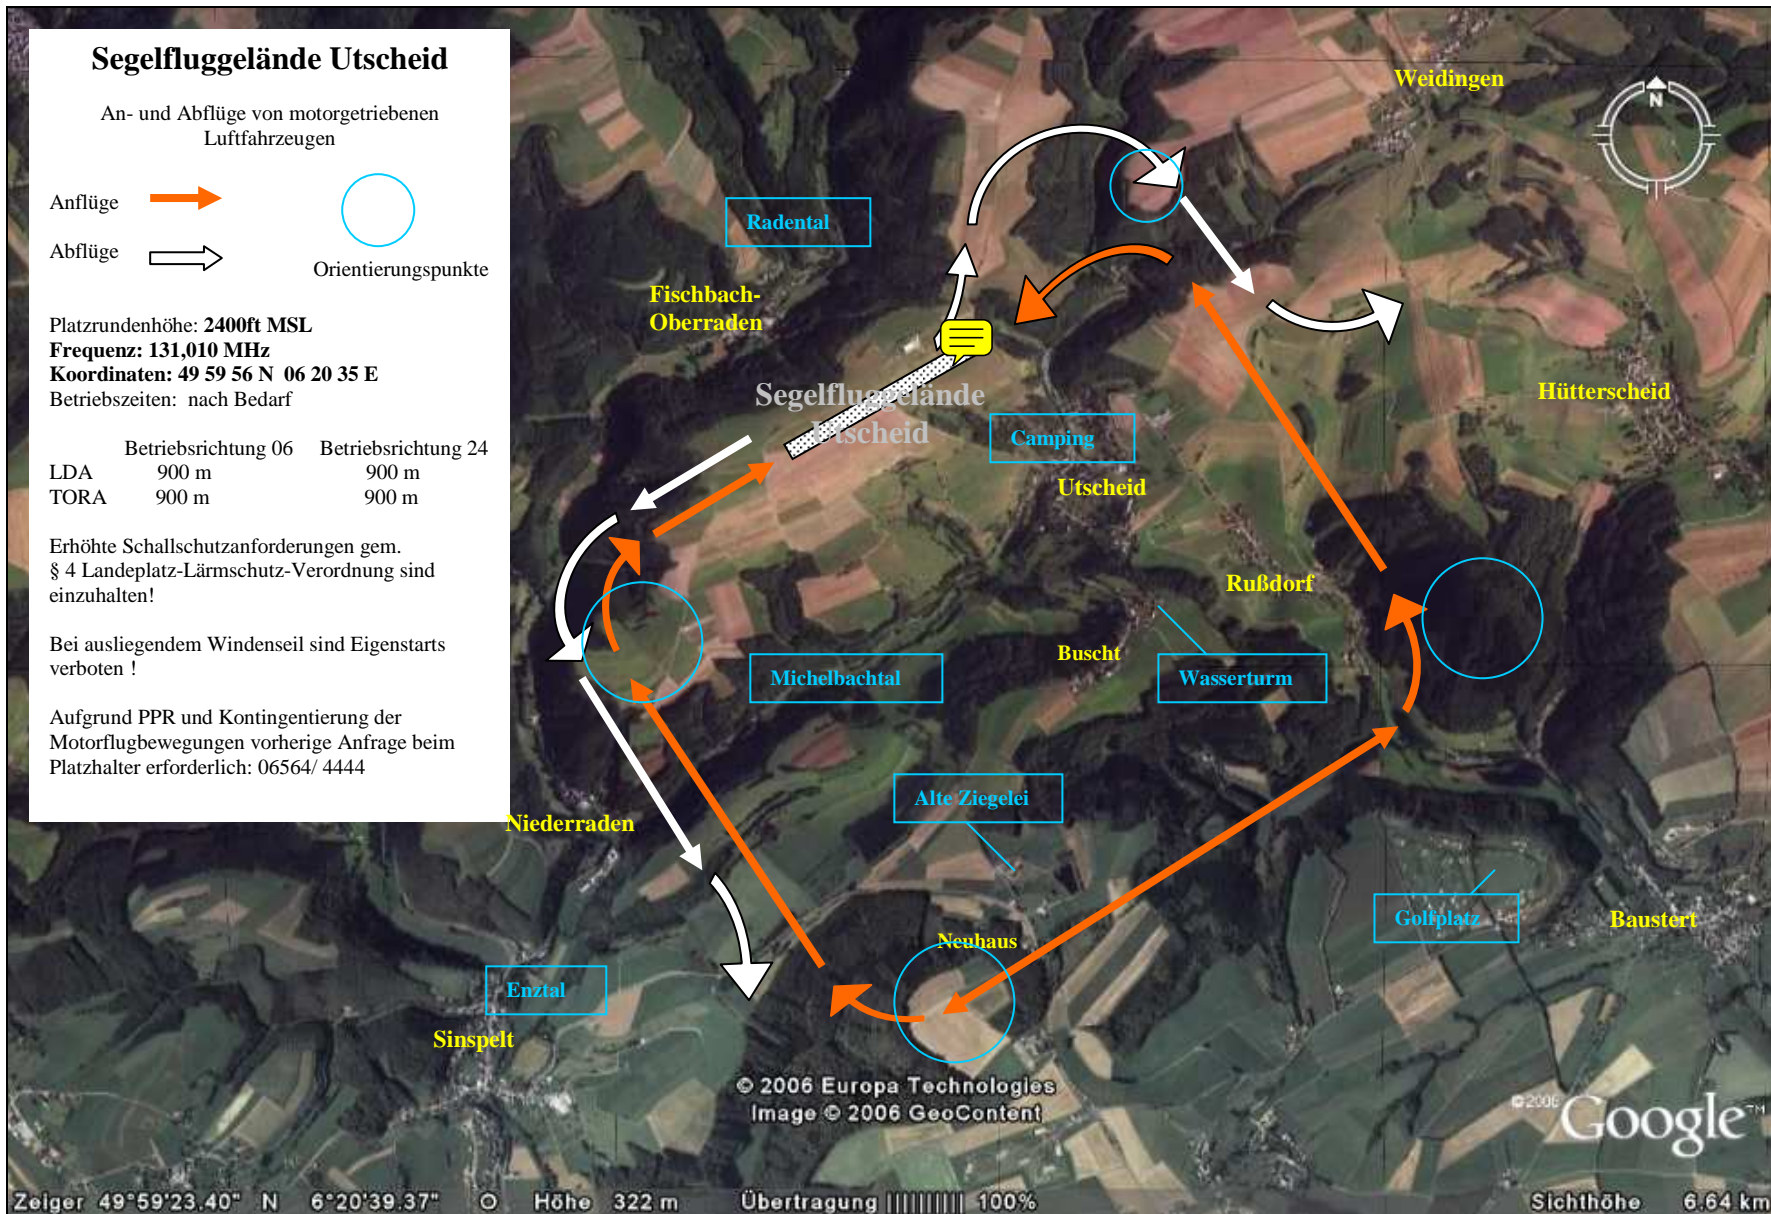 Segelfluggelände Utscheid
An- und Abflüge von motorgetriebenen
Luftfahrzeugen
Anflüge
Abflüge
Orientierungspunkte
Platzrundenhöhe: 2400ft MSL
Frequenz: 131,010 MHz
Koordinaten: 49 59 56 N 06 20 35 E
Betriebszeiten: nach Bedarf
Betriebsrichtung 06 Betriebsrichtung 24
LDA 900 m 900 m
TORA 900 m 900 m
Erhöhte Schallschutzanforderungen gem.
§ 4 Landeplatz-Lärmschutz-Verordnung sind
einzuhalten!
Bei ausliegendem Windenseil sind Eigenstarts
verboten !
Aufgrund PPR und Kontingentierung der
Motorflugbewegungen vorherige Anfrage beim
Platzhalter erforderlich: 06564/ 4444
Weidingen
N
Radental
Fischbach-
Oberraden
Segelfluggelände
Utscheid
Hütterscheid
Camping
Utscheid
Rußdorf
Buscht
Michelbachtal
Wasserturm
Alte Ziegelei
Niederraden
Golfplatz
Baustert
Neuhaus
Enztal
Sinspelt
© 2006 Europa Technologies
Image © 2006 GeoContent
©2006 Google™
Zeiger 49°59'23.40" N 6°20'39.37" O Höhe 322 m Übertragung |||||||||| 100% Sichthöhe 6.64 km